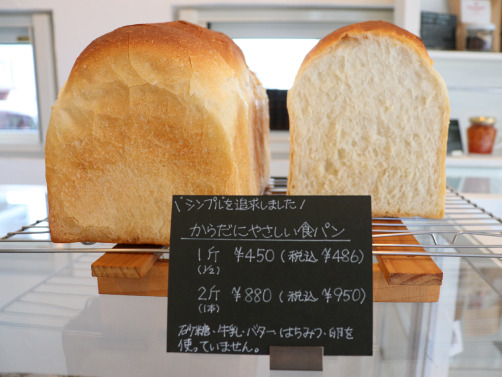 \シンプルを追求しました/
からだにやさしい食パン
1斤 ¥450(税込 ¥486)
(1/2)
2斤 ¥880(税込 ¥950)
(1本)
砂糖・牛乳・バター・はちみつ・卵を
使っていません。